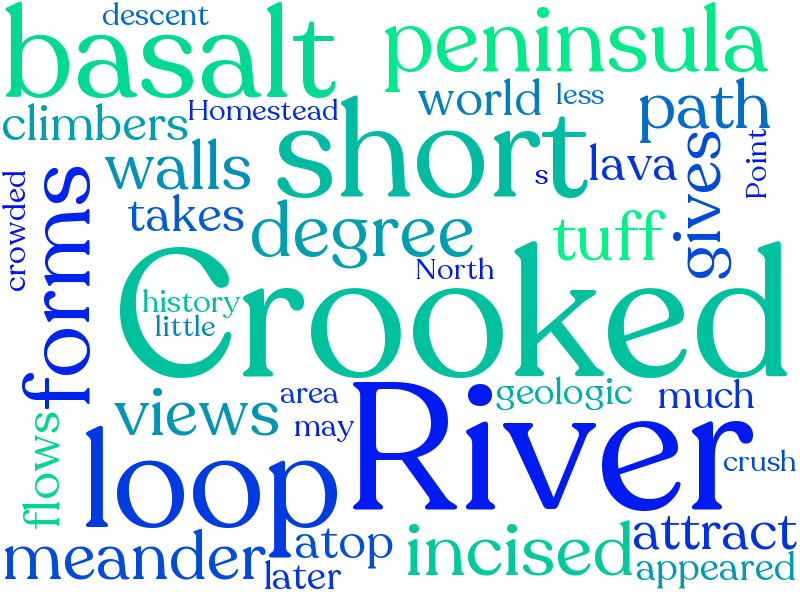 descent
basalt
peninsula
climbers
Homestead
world
less
path
short
walls
lava
s
Point
crowded
forms
takes
degree
tuff
gives
North
Crooked
history
little
views
area
may
geologic
much
River
flows
loop
crush
meander
atop
later
incised
attract
appeared